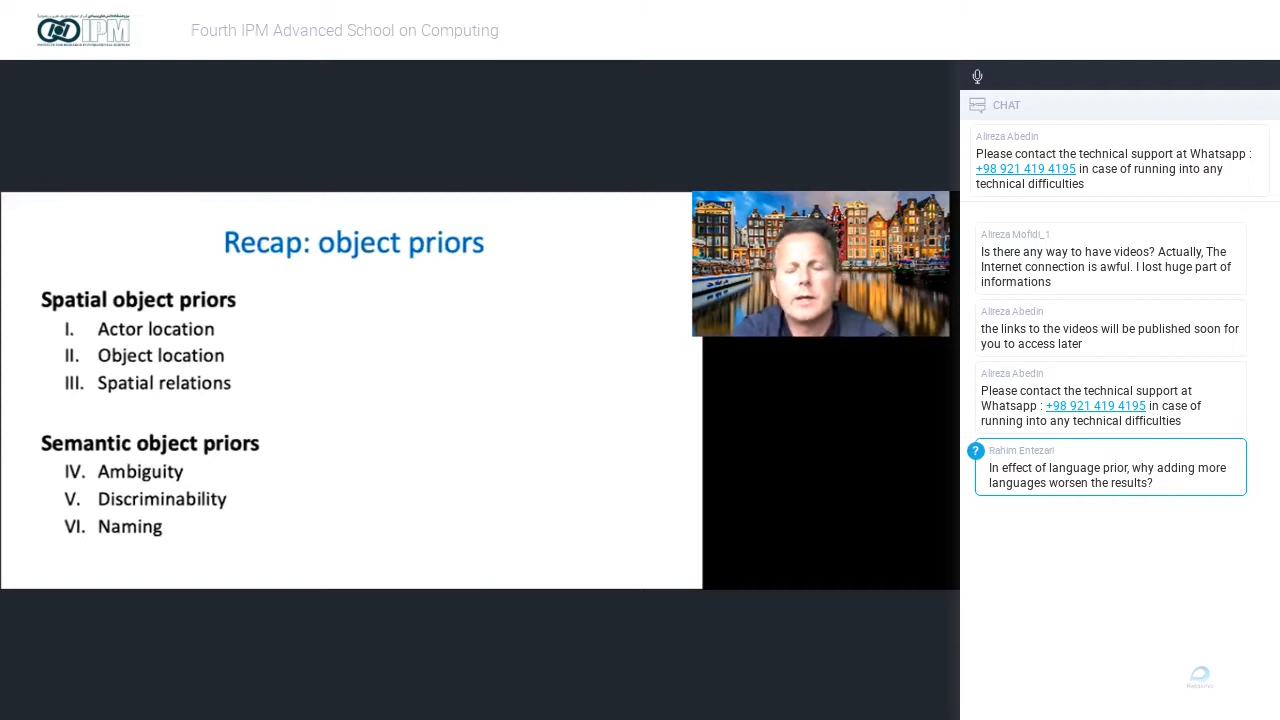 IPM
Fourth IPM Advanced School on Computing
CHAT
Alireza Abedin
Please contact the technical support at Whatsapp :
+98 921 419 4195 in case of running into any
technical difficulties
Alireza Mofidi_1
Is there any way to have videos? Actually, The
Internet connection is awful. I lost huge part of
informations
Alireza Abedin
the links to the videos will be published soon for
you to access later
Alireza Abedin
Please contact the technical support at
Whatsapp : +98 921 419 4195 in case of
running into any technical difficulties
?
Rahim Entezari
In effect of language prior, why adding more
languages worsen the results?
Recap: object priors
Spatial object priors
I. Actor location
II. Object location
III. Spatial relations
Semantic object priors
IV. Ambiguity
V. Discriminability
VI. Naming